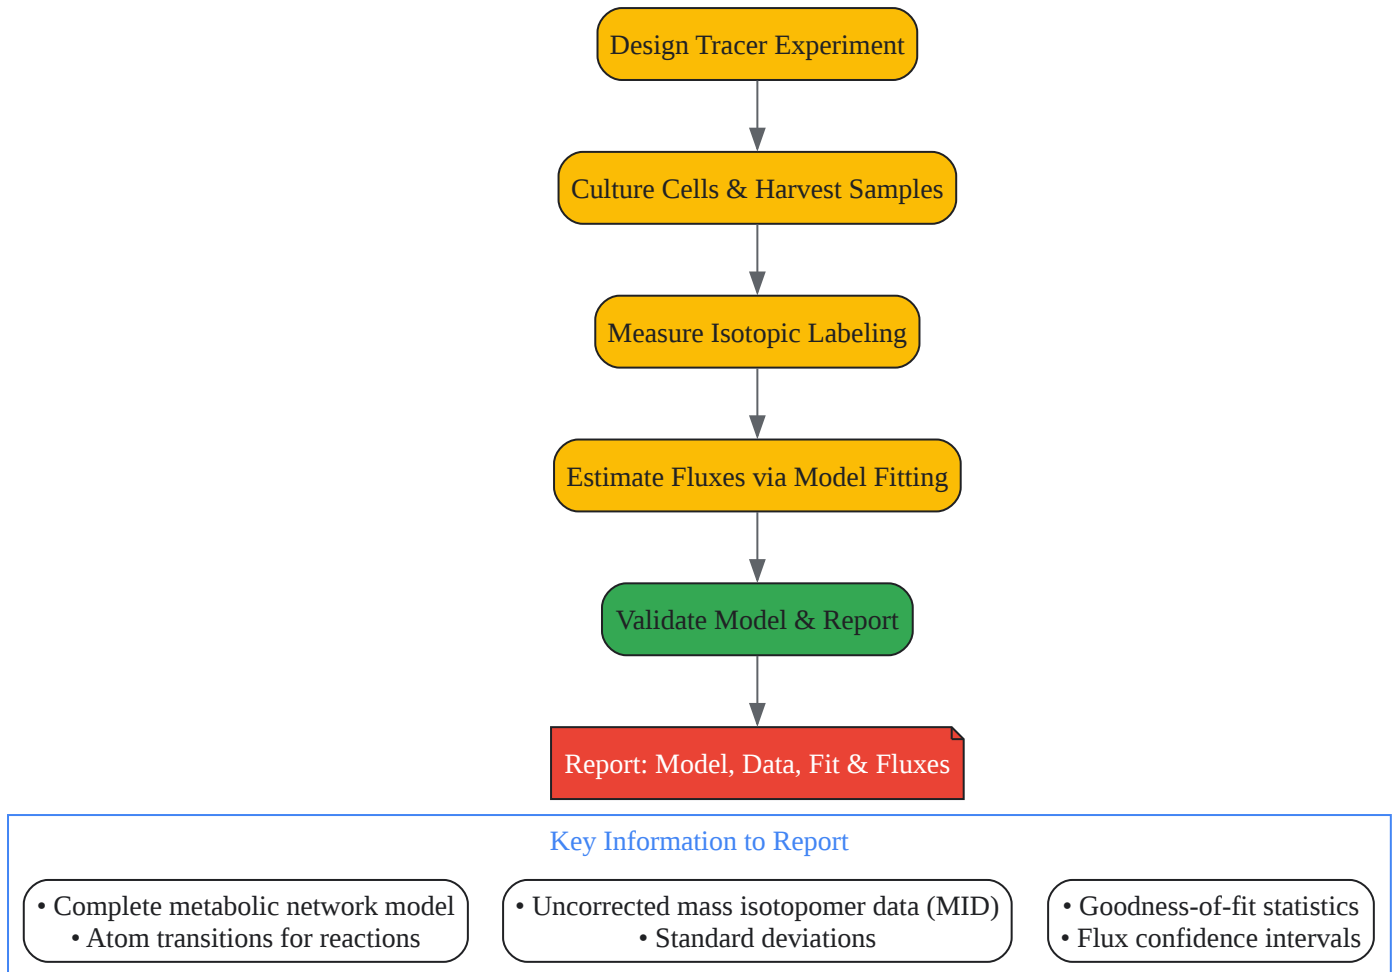 Design Tracer Experiment
Culture Cells & Harvest Samples
Measure Isotopic Labeling
Estimate Fluxes via Model Fitting
Validate Model & Report
Report: Model, Data, Fit & Fluxes
Key Information to Report
• Complete metabolic network model
• Atom transitions for reactions
• Uncorrected mass isotopomer data (MID)
• Standard deviations
• Goodness-of-fit statistics
• Flux confidence intervals